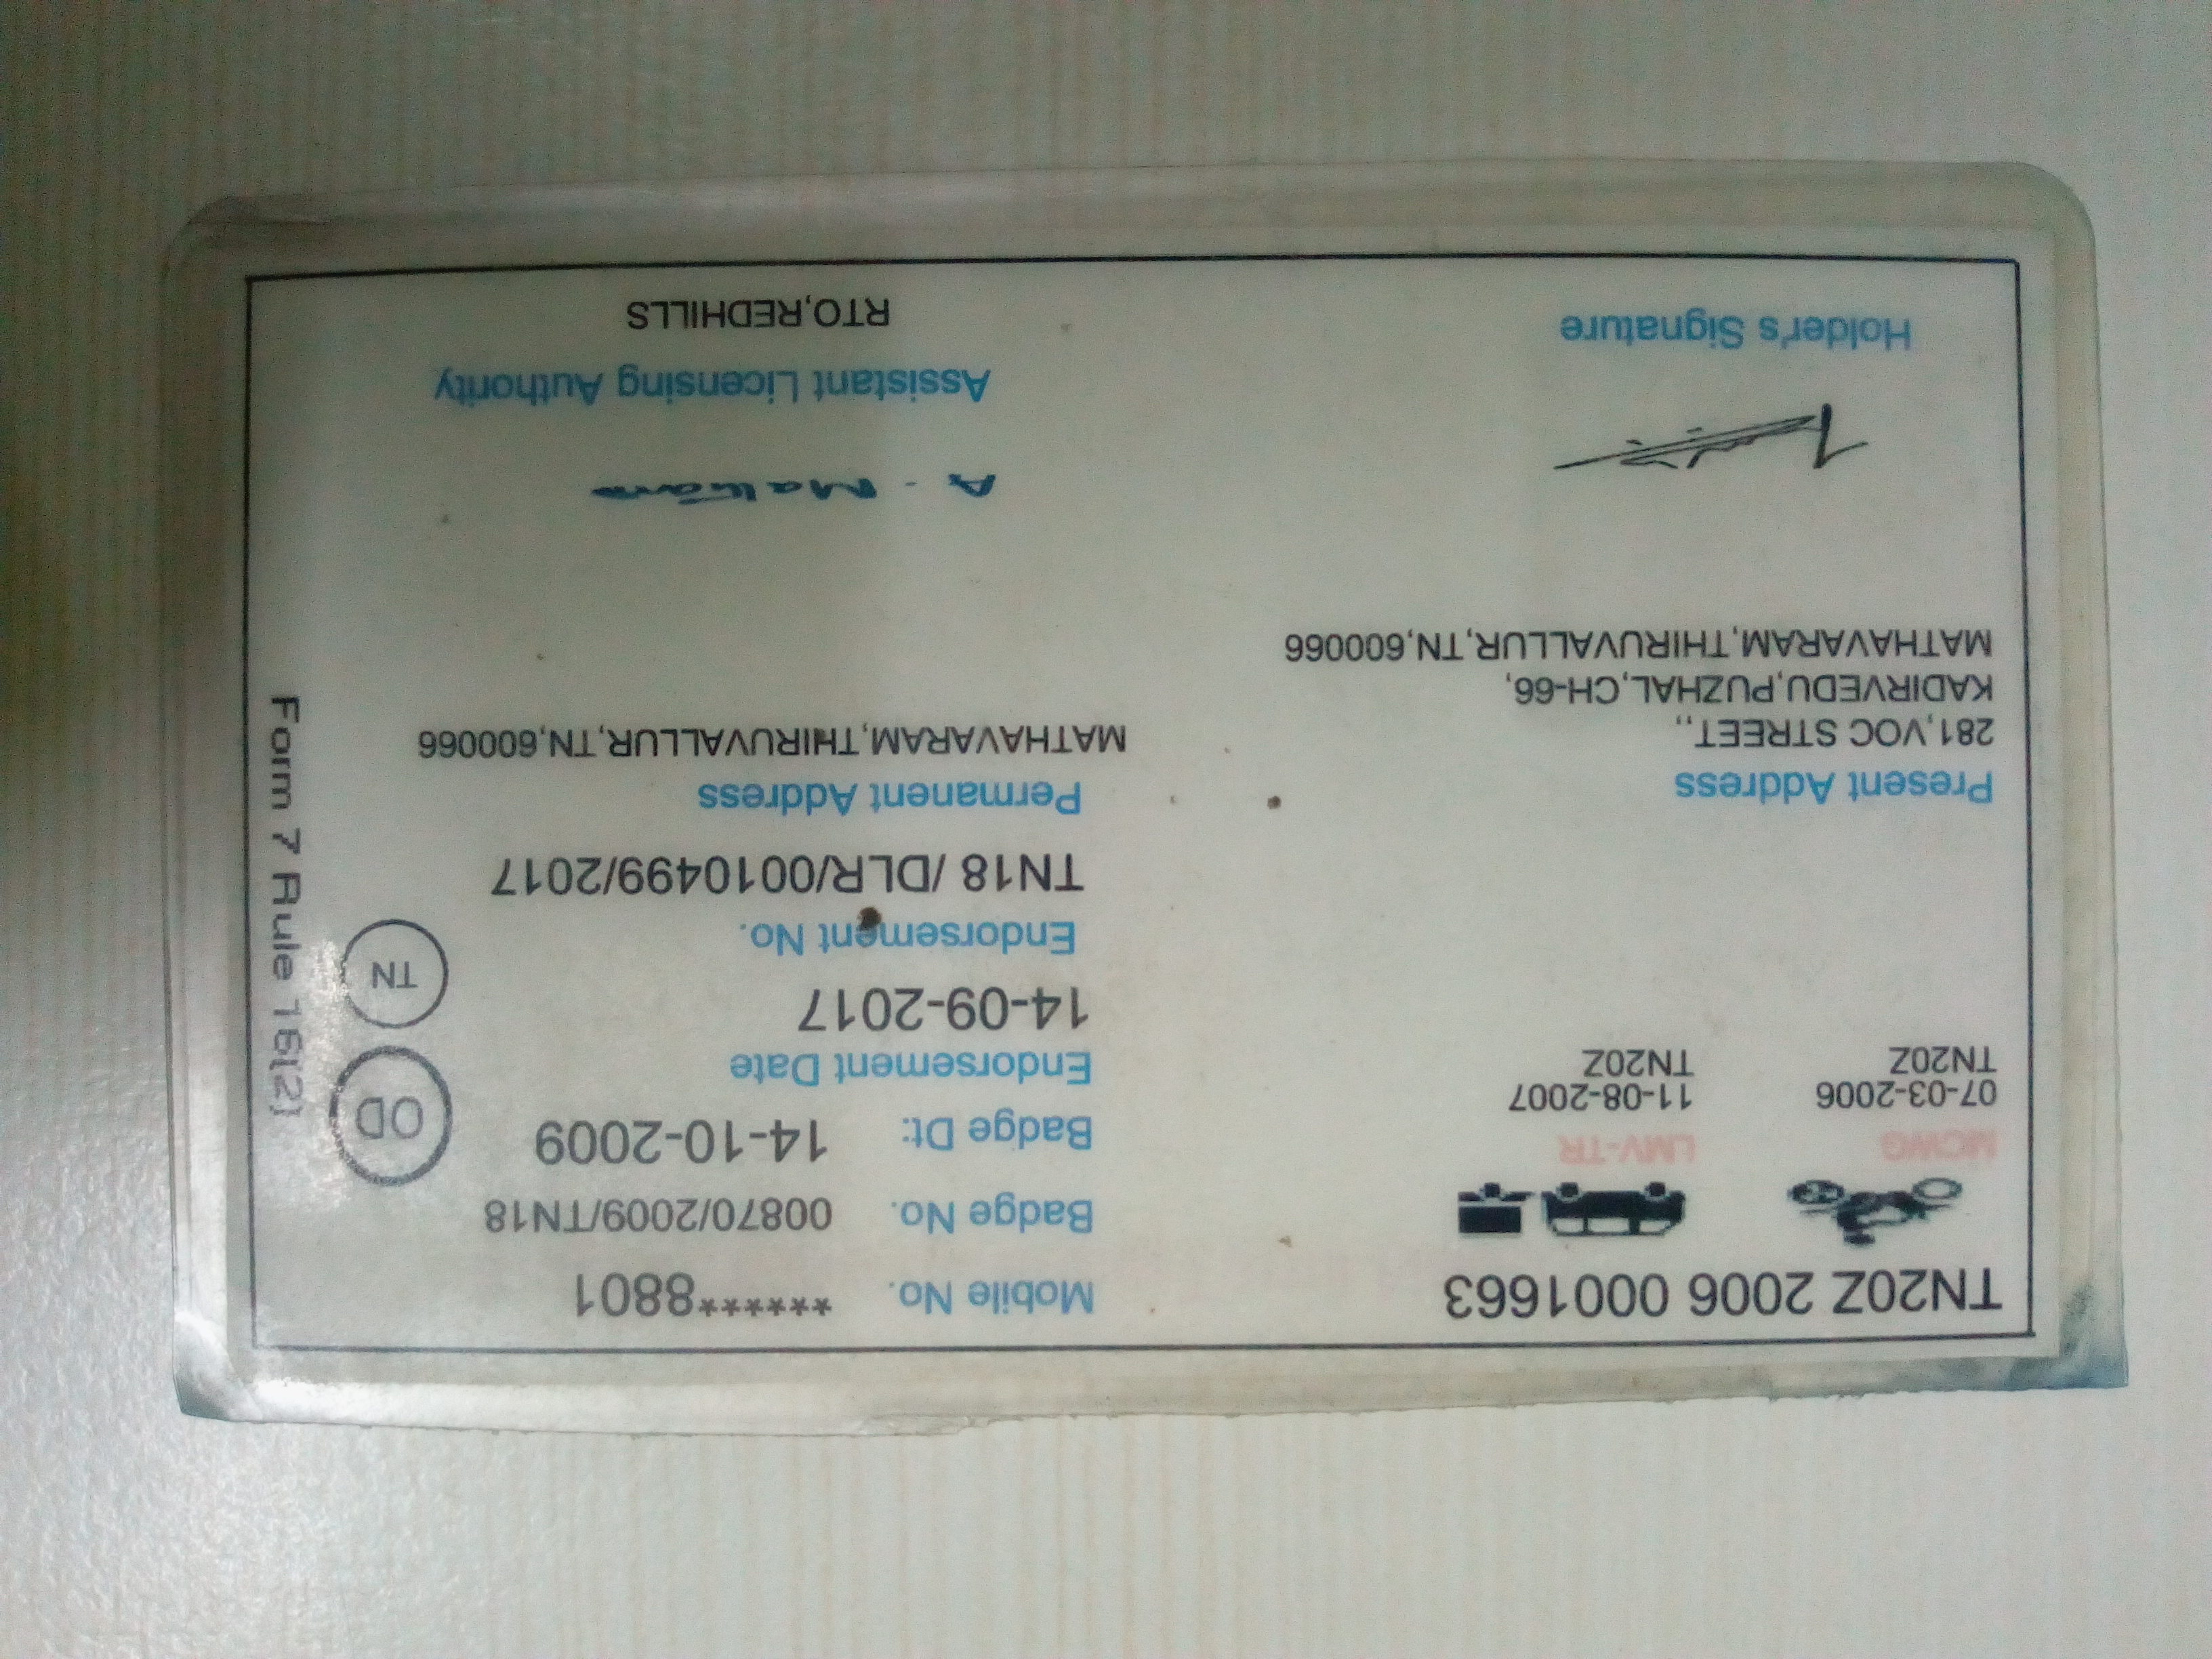 TN20Z 2006 0001663
MCWG
07-03-2006
TN20Z
LMV-TR
11-08-2007
TN20Z
Present Address
281,VOC STREET,,
KADIRVEDU,PUZHAL,CH-66,
MATHAVARAM,THIRUVALLUR,TN,600066
Holder's Signature
Mobile No. ******8801
Badge No. 00870/2009/TN18
Badge Dt: 14-10-2009
Endorsement Date
14-09-2017
Endorsement No.
TN18 /DLR/0010499/2017
Permanent Address
MATHAVARAM,THIRUVALLUR,TN,600066
Assistant Licensing Authority
RTO,REDHILLS
OD
TN
Form 7 Rule 16(2)